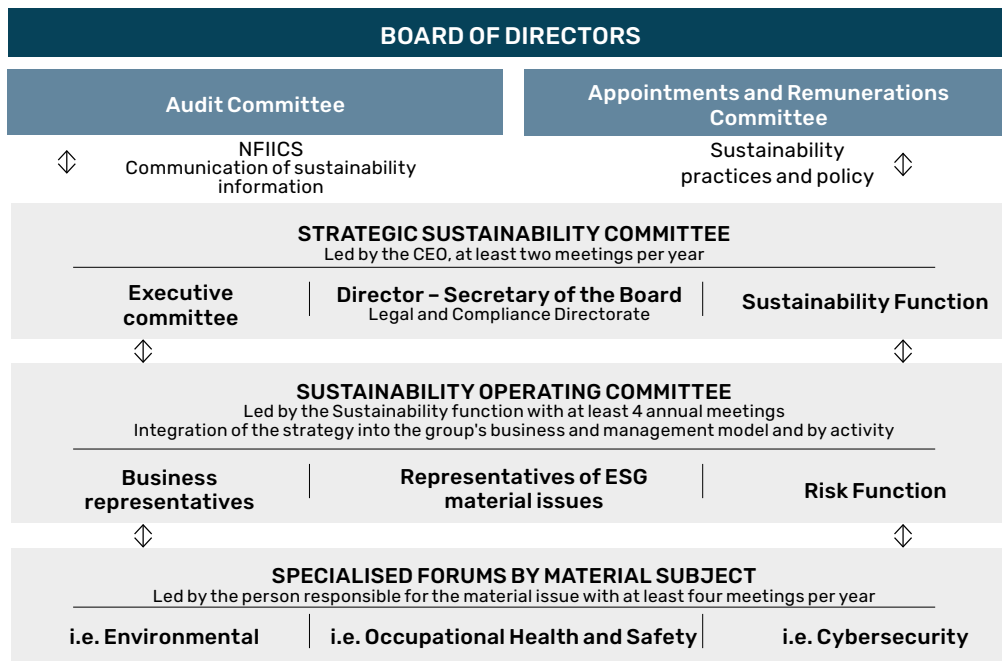 BOARD OF DIRECTORS
Audit Committee
Appointments and Remunerations
Committee
NFIICS
Communication of sustainability
information
Sustainability
practices and policy
STRATEGIC SUSTAINABILITY COMMITTEE
Led by the CEO, at least two meetings per year
Executive
committee
Director – Secretary of the Board
Legal and Compliance Directorate
Sustainability Function
SUSTAINABILITY OPERATING COMMITTEE
Led by the Sustainability function with at least 4 annual meetings
Integration of the strategy into the group's business and management model and by activity
Business
representatives
Representatives of ESG
material issues
Risk Function
SPECIALISED FORUMS BY MATERIAL SUBJECT
Led by the person responsible for the material issue with at least four meetings per year
i.e. Environmental
i.e. Occupational Health and Safety
i.e. Cybersecurity